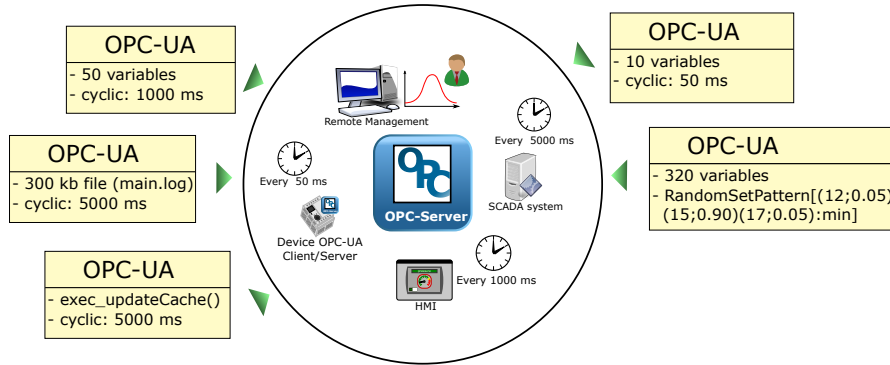 OPC-UA
- 50 variables
- cyclic: 1000 ms
OPC-UA
- 10 variables
- cyclic: 50 ms
Remote Management
Every 5000 ms
OPC-UA
- 300 kb file (main.log)
- cyclic: 5000 ms
Every 50 ms
OPC
OPC-Server
SCADA system
OPC-UA
- 320 variables
- RandomSetPattern[(12;0.05)
(15;0.90)(17;0.05):min]
Device OPC-UA
Client/Server
OPC-UA
- exec_updateCache()
- cyclic: 5000 ms
Every 1000 ms
HMI